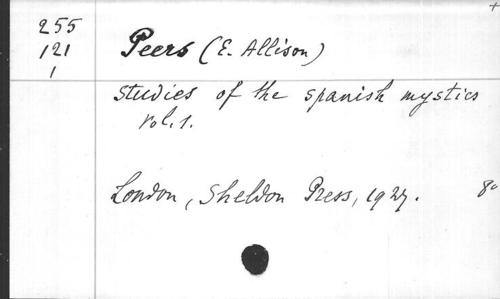 255
121
1
Peers (E. Allison)
Studies of the spanish mystics
vol. 1.
London, Sheldon Press, 1927. 8°